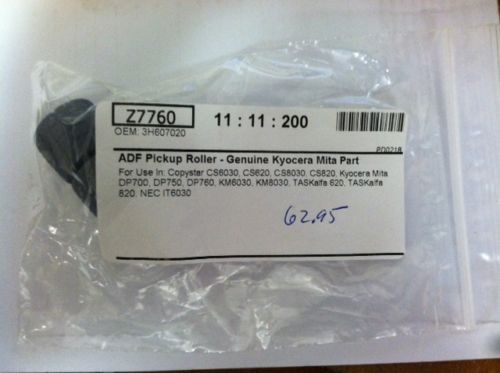 Z7760
11 : 11 : 200
OEM: 3H607020
PD0218
ADF Pickup Roller - Genuine Kyocera Mita Part
For Use In: Copystar CS6030, CS620, CS8030, CS820, Kyocera Mita
DP700, DP750, DP760, KM6030, KM8030, TASKalfa 620, TASKalfa
820, NEC IT6030
62.95